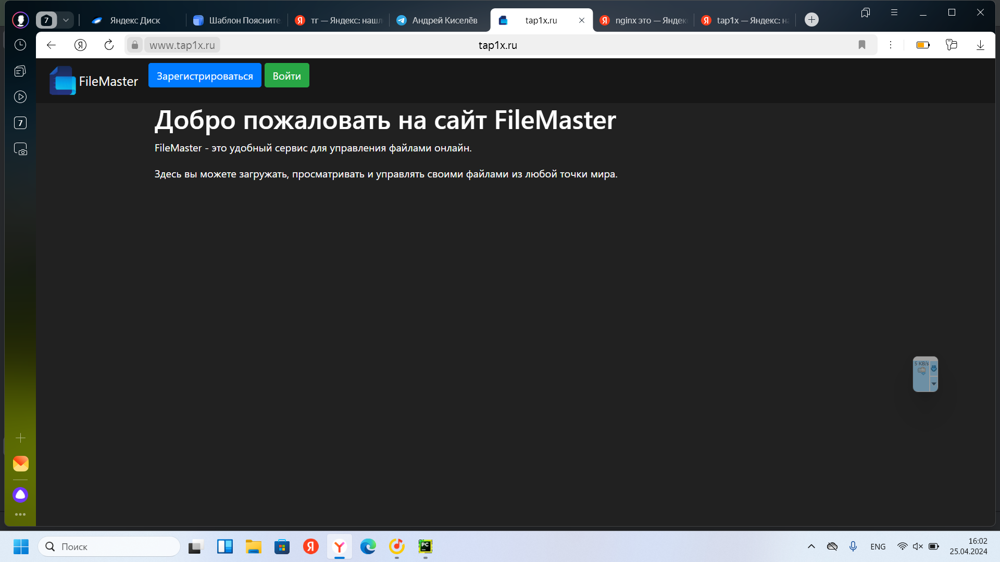 7
Яндекс Диск
Шаблон Поясните
тг — Яндекс: нашл
Андрей Киселёв
tap1x.ru
nginx это — Яндек
tap1x — Яндекс: на
www.tap1x.ru
tap1x.ru
7
FileMaster
Зарегистрироваться
Войти
Добро пожаловать на сайт FileMaster
FileMaster - это удобный сервис для управления файлами онлайн.
Здесь вы можете загружать, просматривать и управлять своими файлами из любой точки мира.
5 KB/s
Поиск
PC
ENG
16:02
25.04.2024